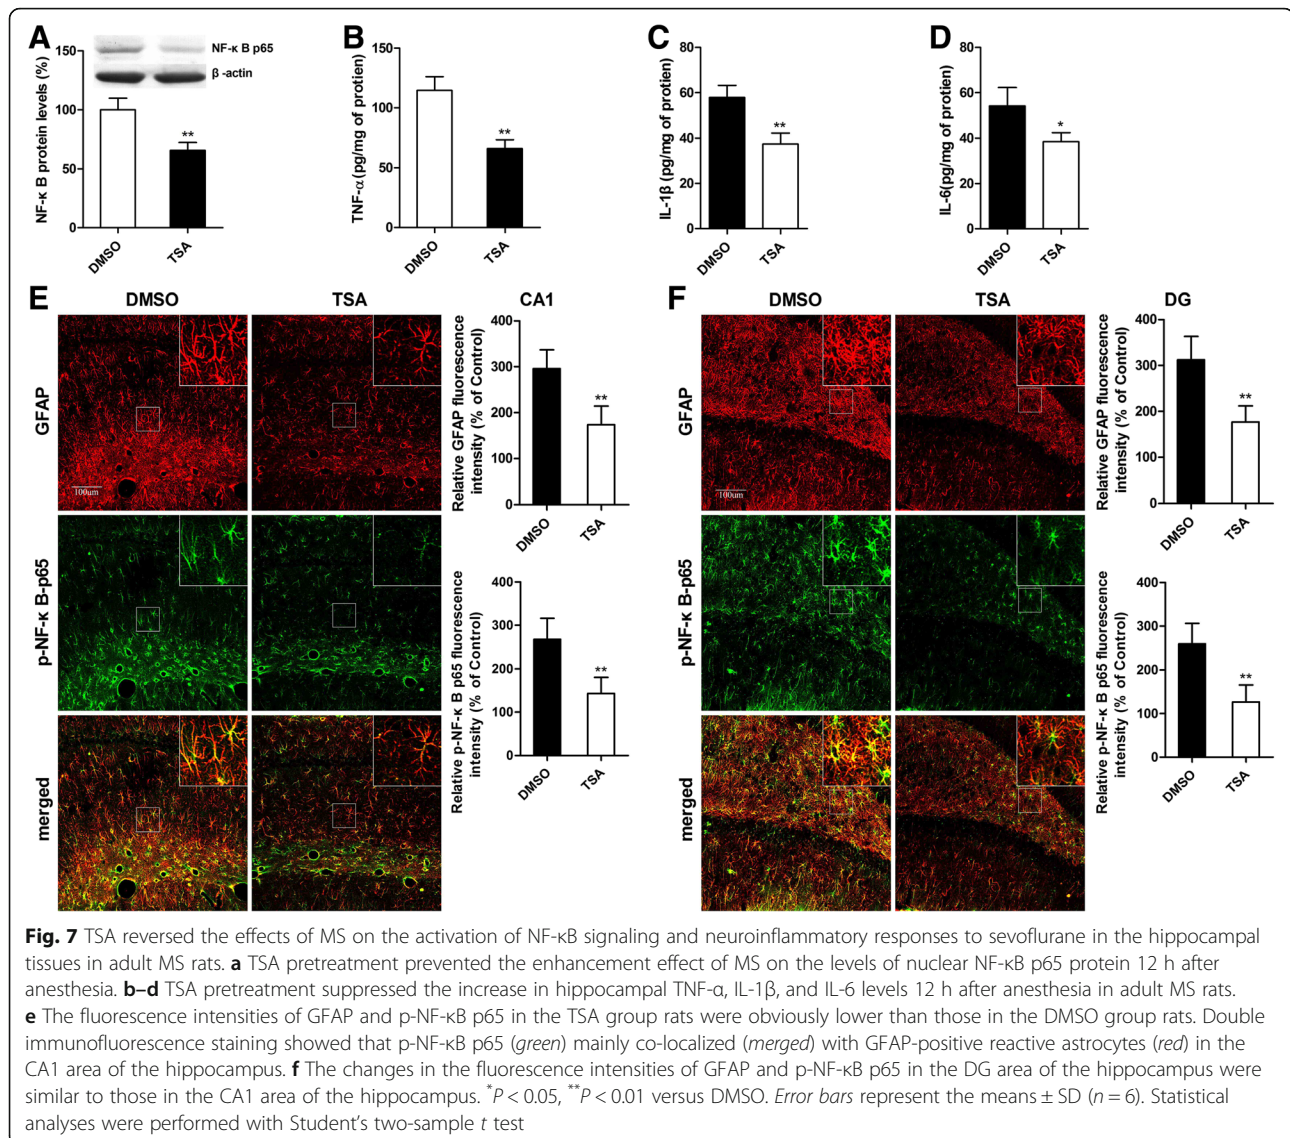 A
NF-κ B p65
β -actin
NF-κ B protein levels (%)
150
100
50
0
DMSO
TSA
**
B
TNF-α(pg/mg of protien)
150
100
50
0
DMSO
TSA
**
C
IL-1β (pg/mg of protien)
80
60
40
20
0
DMSO
TSA
**
D
IL-6(pg/mg of protien)
80
60
40
20
0
DMSO
TSA
*
E
DMSO
TSA
CA1
GFAP
100um
p-NF-κ B-p65
merged
Relative GFAP fluorescence
intensity (% of Control)
400
300
200
100
0
DMSO
TSA
**
Relative p-NF-κ B p65 fluorescence
intensity (% of Control)
400
300
200
100
0
DMSO
TSA
**
F
DMSO
TSA
DG
GFAP
100um
p-NF-κ B-p65
merged
Relative GFAP fluorescence
intensity (% of Control)
400
300
200
100
0
DMSO
TSA
**
Relative p-NF-κ B p65 fluorescence
intensity (% of Control)
400
300
200
100
0
DMSO
TSA
**
Fig. 7 TSA reversed the effects of MS on the activation of NF-κB signaling and neuroinflammatory responses to sevoflurane in the hippocampal
tissues in adult MS rats. a TSA pretreatment prevented the enhancement effect of MS on the levels of nuclear NF-κB p65 protein 12 h after
anesthesia. b–d TSA pretreatment suppressed the increase in hippocampal TNF-α, IL-1β, and IL-6 levels 12 h after anesthesia in adult MS rats.
e The fluorescence intensities of GFAP and p-NF-κB p65 in the TSA group rats were obviously lower than those in the DMSO group rats. Double
immunofluorescence staining showed that p-NF-κB p65 (green) mainly co-localized (merged) with GFAP-positive reactive astrocytes (red) in the
CA1 area of the hippocampus. f The changes in the fluorescence intensities of GFAP and p-NF-κB p65 in the DG area of the hippocampus were
similar to those in the CA1 area of the hippocampus. *P < 0.05, **P < 0.01 versus DMSO. Error bars represent the means ± SD (n = 6). Statistical
analyses were performed with Student's two-sample t test